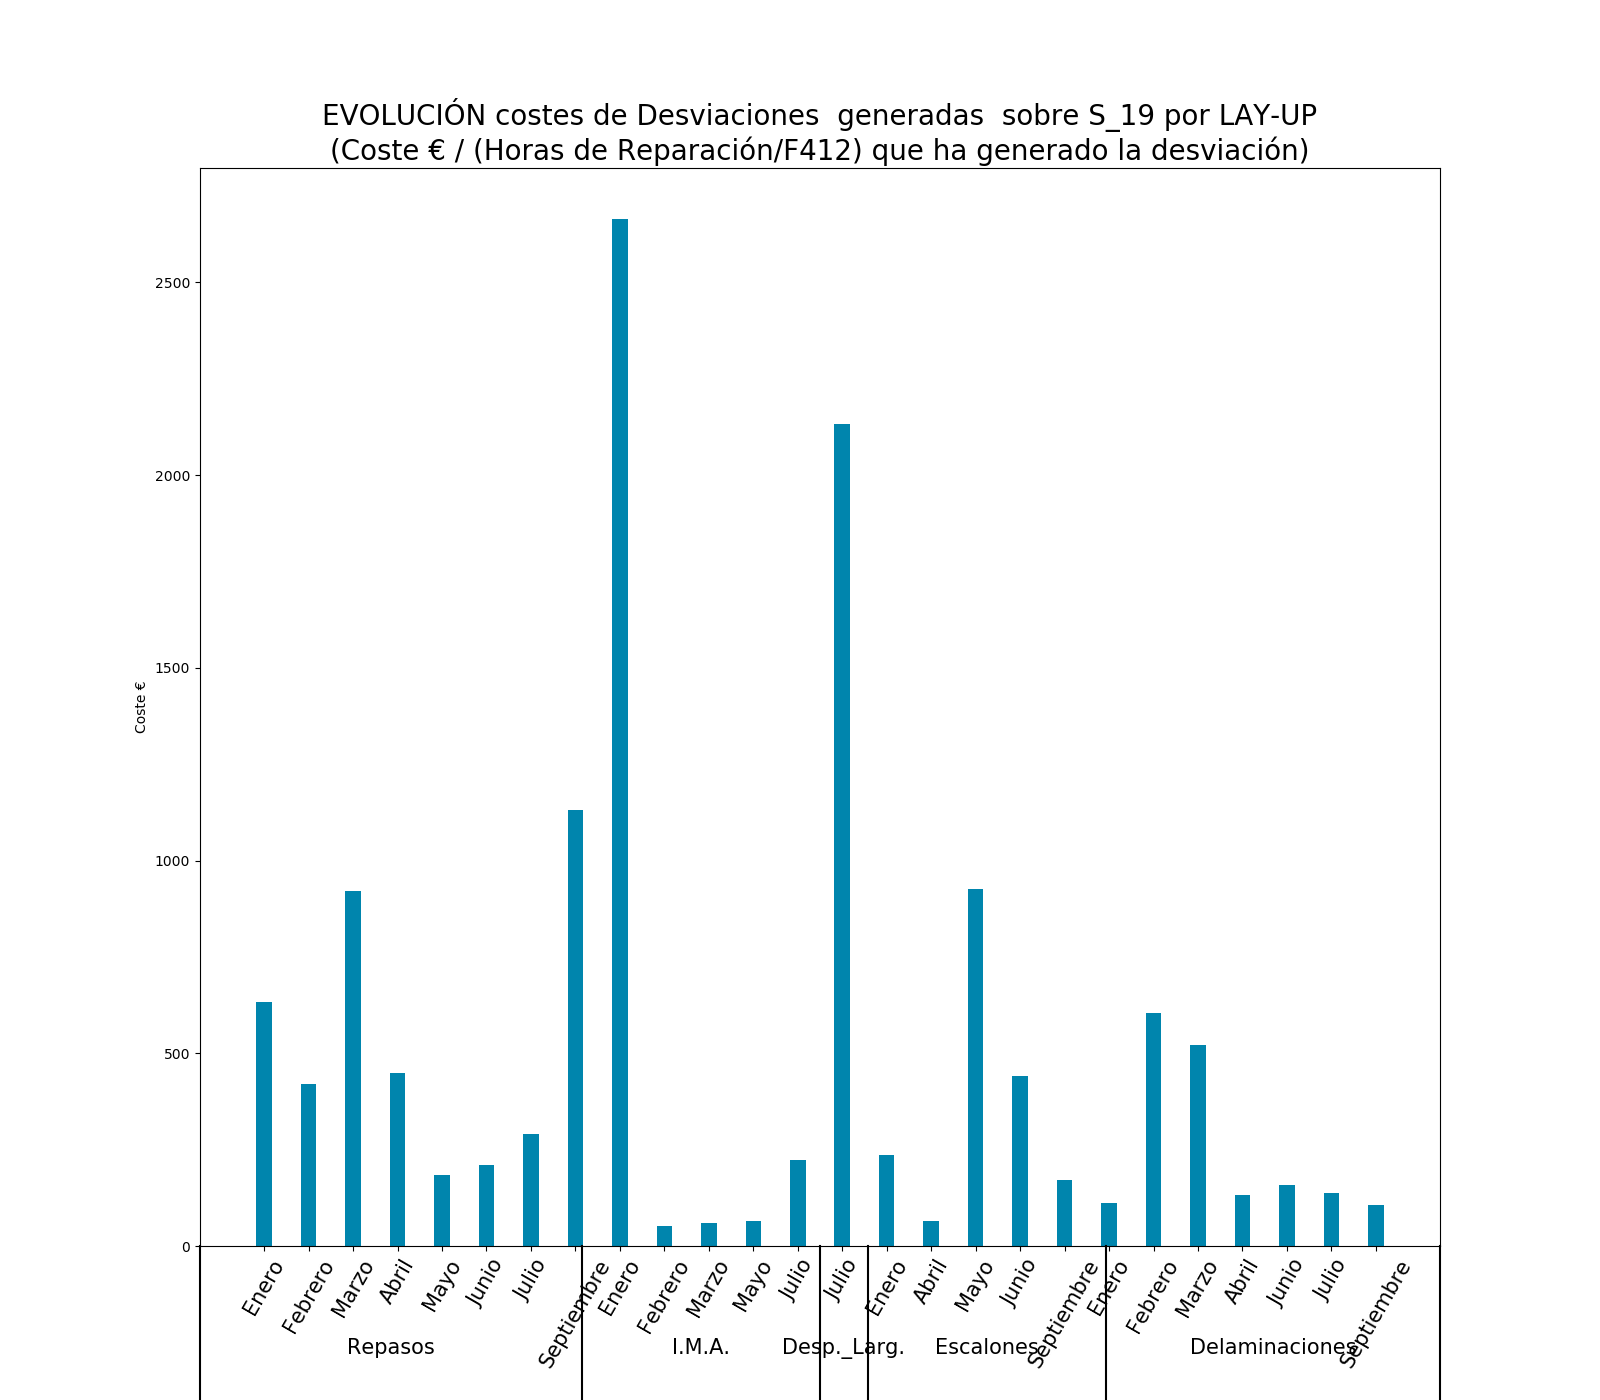 EVOLUCIÓN costes de Desviaciones  generadas  sobre S_19 por LAY-UP
(Coste € / (Horas de Reparación/F412) que ha generado la desviación)
2500
2000
1500
1000
500
0
Coste €
Enero
Febrero
Marzo
Abril
Mayo
Junio
Julio
Septiembre
Enero
Febrero
Marzo
Mayo
Julio
Julio
Enero
Abril
Mayo
Junio
Septiembre
Enero
Febrero
Marzo
Abril
Junio
Julio
Septiembre
Repasos
I.M.A.
Desp._Larg.
Escalones
Delaminaciones